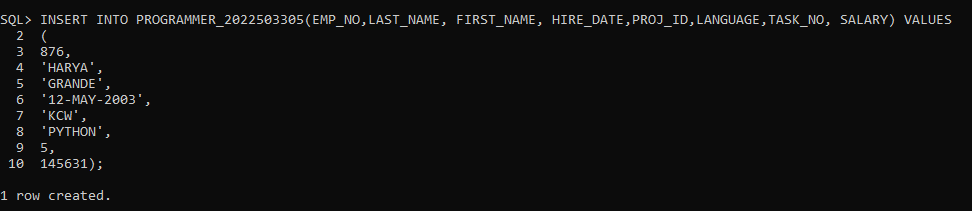 SQL> INSERT INTO PROGRAMMER_2022503305(EMP_NO,LAST_NAME, FIRST_NAME, HIRE_DATE,PROJ_ID,LANGUAGE,TASK_NO, SALARY) VALUES
2 (
3 876,
4 'HARYA',
5 'GRANDE',
6 '12-MAY-2003',
7 'KCW',
8 'PYTHON',
9 5,
10 145631);
1 row created.